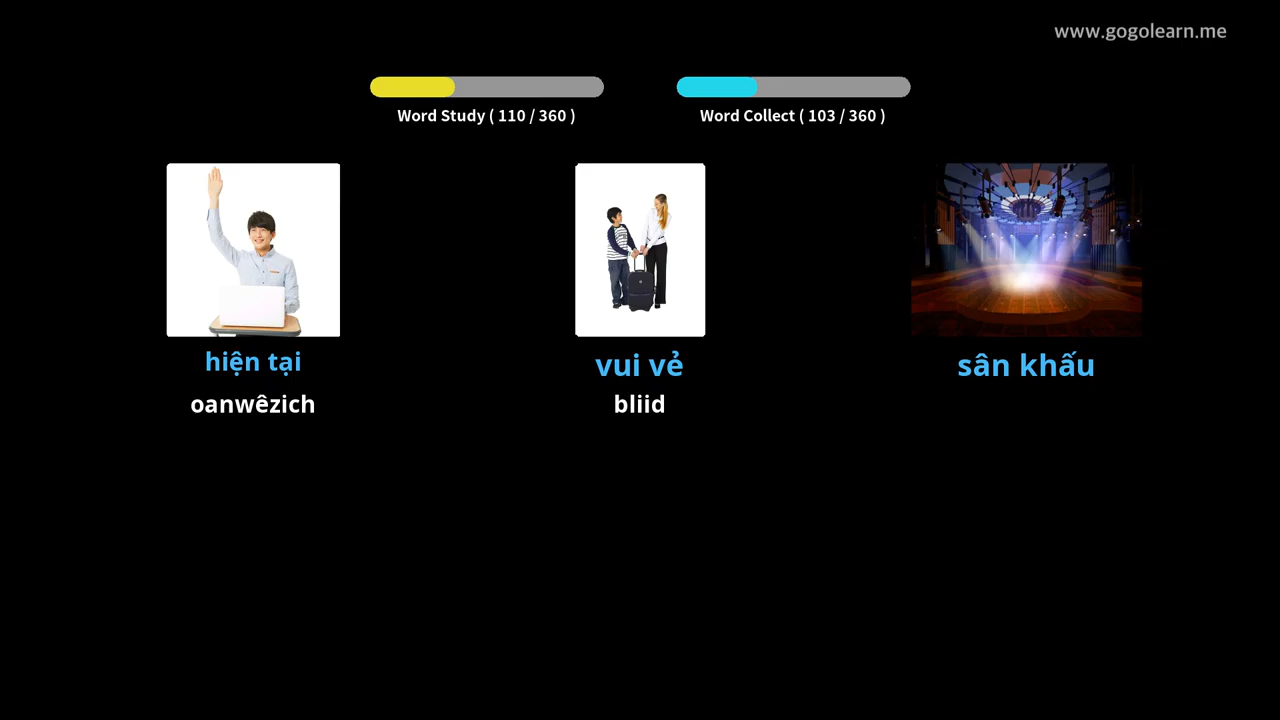 www.gogolearn.me
Word Study ( 110 / 360 )
Word Collect ( 103 / 360 )
hiện tại
oanwêzich
vui vẻ
bliid
sân khấu